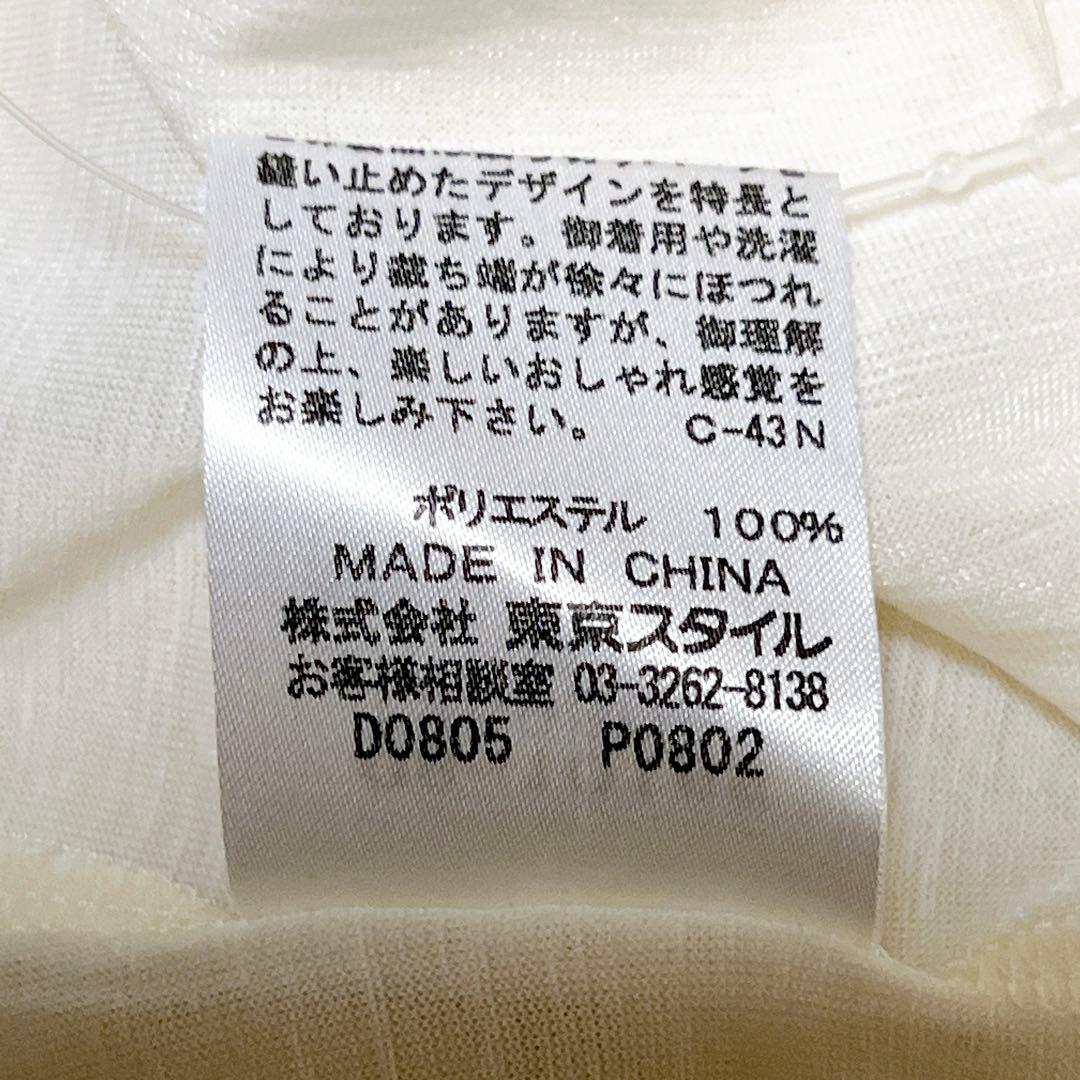 縫い止めたデザインを特長と
しております。御着用や洗濯
により裁ち端が徐々にほつれ
ることがありますが、御理解
の上、楽しいおしゃれ感覚を
お楽しみ下さい。 C-43N
ポリエステル 100%
MADE IN CHINA
株式会社 東京スタイル
お客様相談室 03-3262-8138
D0805 P0802